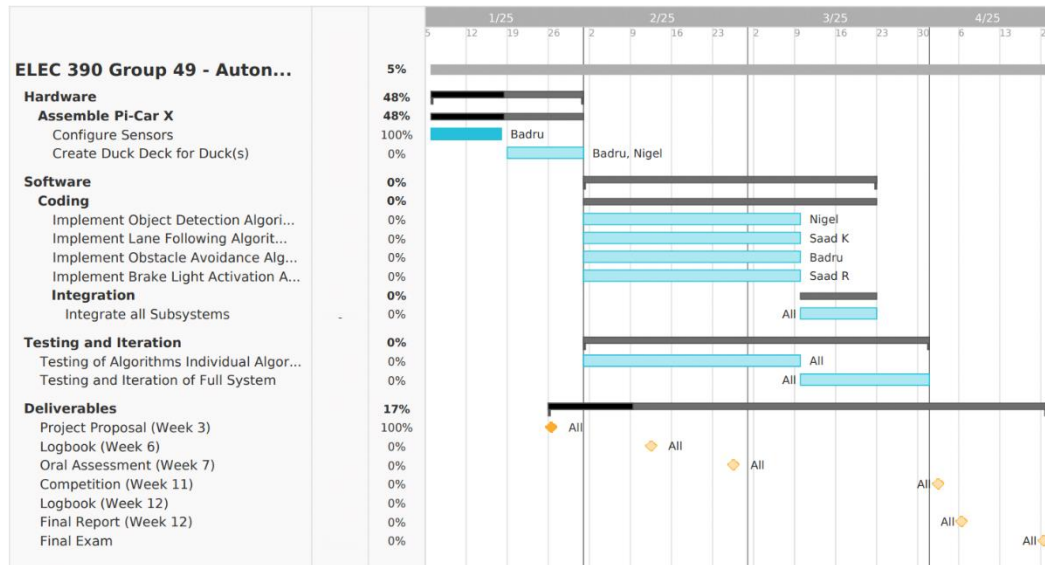 1/25 2/25 3/25 4/25
5 12 19 26 2 9 16 23 2 9 16 23 30 6 13
ELEC 390 Group 49 - Auton... 5%
Hardware 48%
Assemble Pi-Car X 48%
Configure Sensors 100% Badru
Create Duck Deck for Duck(s) 0% Badru, Nigel
Software 0%
Coding 0%
Implement Object Detection Algori... 0% Nigel
Implement Lane Following Algorit... 0% Saad K
Implement Obstacle Avoidance Alg... 0% Badru
Implement Brake Light Activation A... 0% Saad R
Integration 0%
Integrate all Subsystems - 0% All
Testing and Iteration 0%
Testing of Algorithms Individual Algor... 0% All
Testing and Iteration of Full System 0% All
Deliverables 17%
Project Proposal (Week 3) 100% All
Logbook (Week 6) 0% All
Oral Assessment (Week 7) 0% All
Competition (Week 11) 0% All
Logbook (Week 12) 0%
Final Report (Week 12) 0% All
Final Exam 0% All